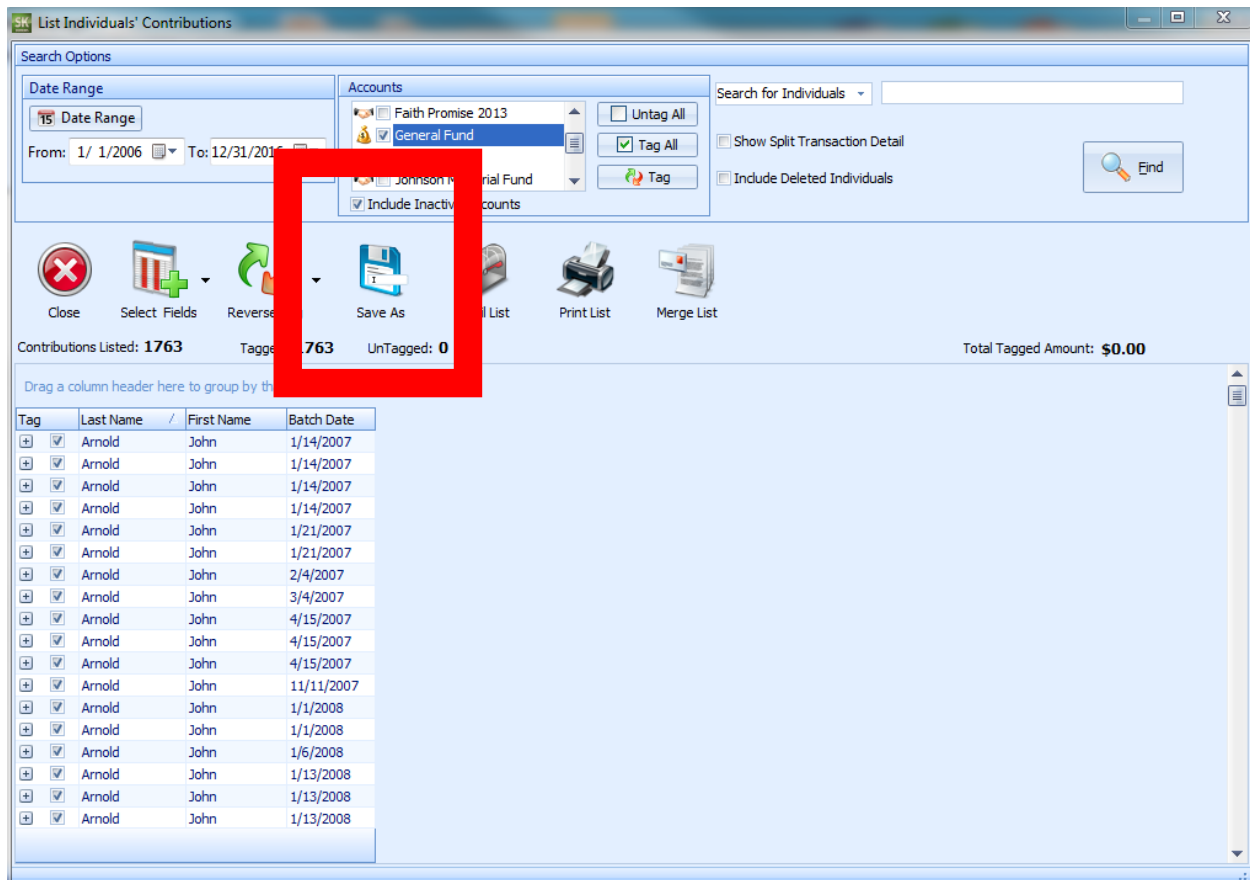 SK List Individuals' Contributions
Search Options
Date Range
15 Date Range
From: 1/ 1/2006 To: 12/31/2016
Accounts
Faith Promise 2013
General Fund
Johnson rial Fund
Include Inactiv counts
Untag All
Tag All
Tag
Search for Individuals
Show Split Transaction Detail
Include Deleted Individuals
Find
Close Select Fields Reverse Save As il List Print List Merge List
Contributions Listed: 1763 Tagge 1763 UnTagged: 0 Total Tagged Amount: $0.00
Drag a column header here to group by th
Tag Last Name First Name Batch Date
Arnold John 1/14/2007
Arnold John 1/14/2007
Arnold John 1/14/2007
Arnold John 1/14/2007
Arnold John 1/21/2007
Arnold John 1/21/2007
Arnold John 2/4/2007
Arnold John 3/4/2007
Arnold John 4/15/2007
Arnold John 4/15/2007
Arnold John 4/15/2007
Arnold John 11/11/2007
Arnold John 1/1/2008
Arnold John 1/1/2008
Arnold John 1/6/2008
Arnold John 1/13/2008
Arnold John 1/13/2008
Arnold John 1/13/2008